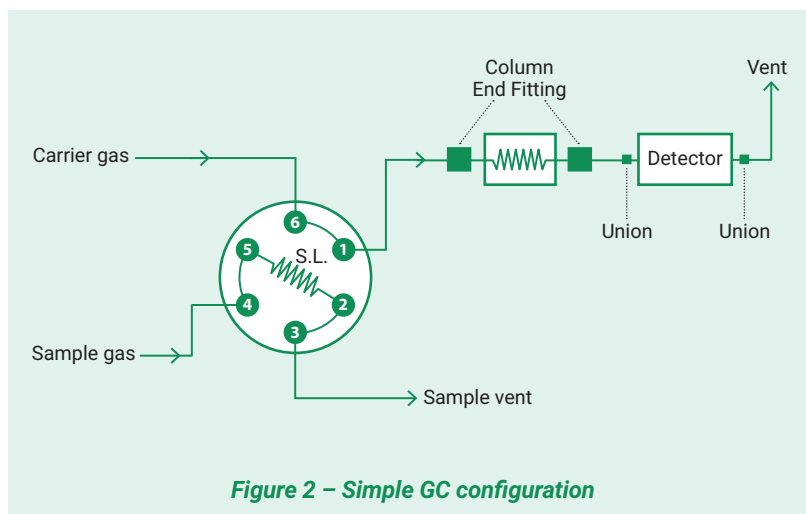 Column
End Fitting
Vent
Carrier gas
Detector
6
1
5
S.L.
Union
Union
4
2
3
Sample gas
Sample vent
Figure 2 – Simple GC configuration